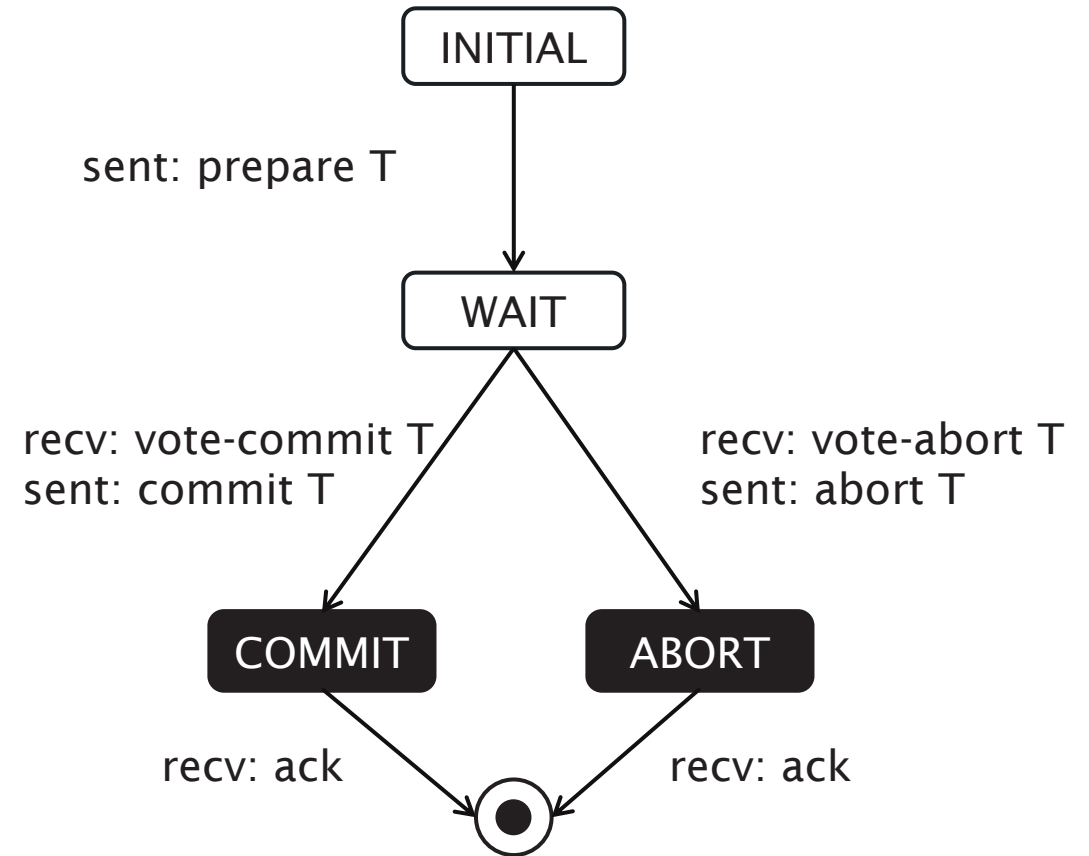 INITIAL
sent: prepare T
WAIT
recv: vote-commit T
sent: commit T
recv: vote-abort T
sent: abort T
COMMIT
ABORT
recv: ack
recv: ack